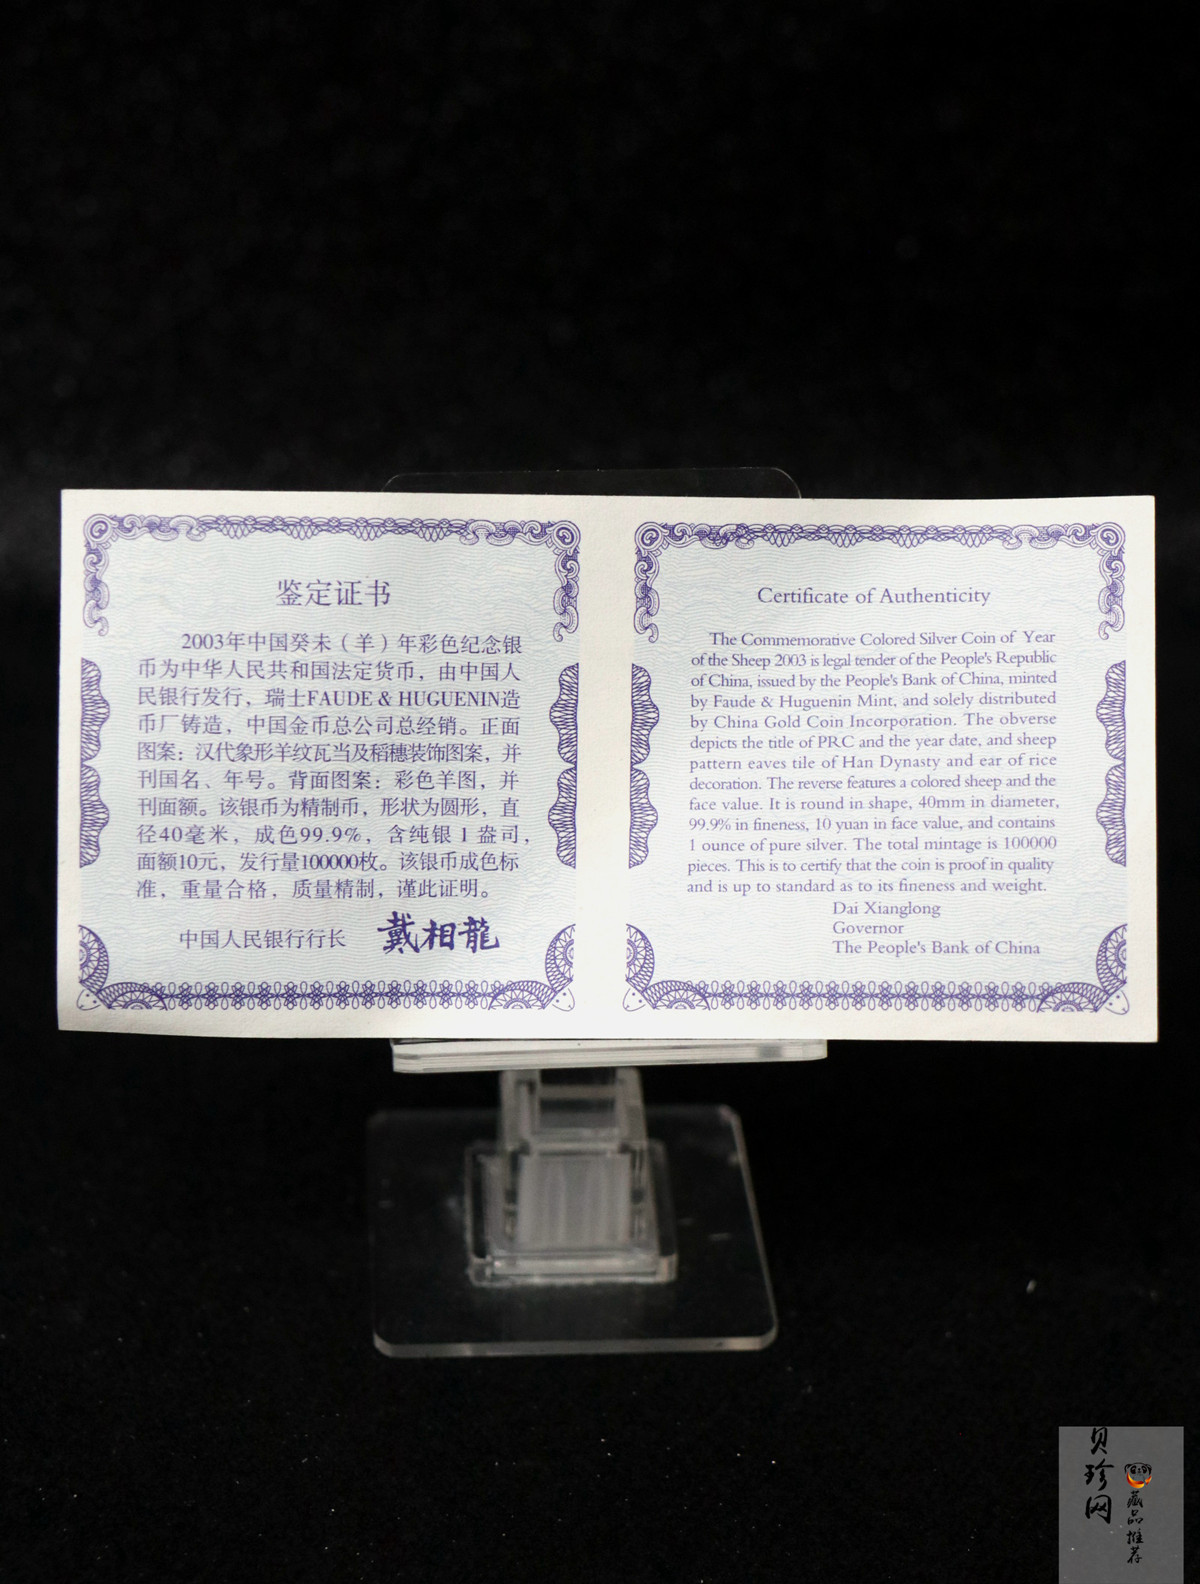 鉴定证书
2003年中国癸未（羊）年彩色纪念银
币为中华人民共和国法定货币，由中国人
民银行发行，瑞士FAUDE & HUGUENIN造
币厂铸造，中国金币总公司总经销。正面
图案：汉代象形羊纹瓦当及稻穗装饰图案，并
刊国名、年号。背面图案：彩色羊图，并
刊面额。该银币为精制币，形状为圆形，直
径40毫米，成色99.9%，含纯银1盎司，
面额10元，发行量100000枚。该银币成色标
准，重量合格，质量精制，谨此证明。
中国人民银行行长 戴相龍
Certificate of Authenticity
The Commemorative Colored Silver Coin of Year
of the Sheep 2003 is legal tender of the People's Republic
of China, issued by the People's Bank of China, minted
by Faude & Huguenin Mint, and solely distributed
by China Gold Coin Incorporation. The obverse
depicts the title of PRC and the year date, and sheep
pattern eaves tile of Han Dynasty and ear of rice
decoration. The reverse features a colored sheep and the
face value. It is round in shape, 40mm in diameter,
99.9% in fineness, 10 yuan in face value, and contains
1 ounce of pure silver. The total mintage is 100000
pieces. This is to certify that the coin is proof in quality
and is up to standard as to its fineness and weight.
Dai Xianglong
Governor
The People's Bank of China
贝珍网
藏品推荐